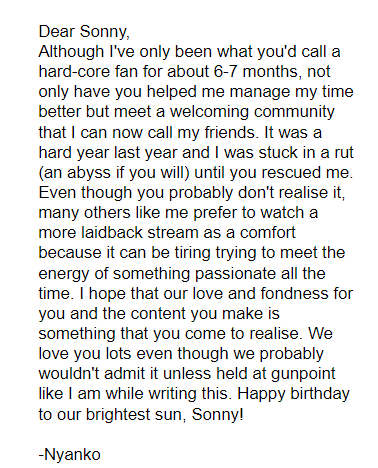 Dear Sonny,
Although I've only been what you'd call a
hard-core fan for about 6-7 months, not
only have you helped me manage my time
better but meet a welcoming community
that I can now call my friends. It was a
hard year last year and I was stuck in a rut
(an abyss if you will) until you rescued me.
Even though you probably don't realise it,
many others like me prefer to watch a
more laidback stream as a comfort
because it can be tiring trying to meet the
energy of something passionate all the
time. I hope that our love and fondness for
you and the content you make is
something that you come to realise. We
love you lots even though we probably
wouldn't admit it unless held at gunpoint
like I am while writing this. Happy birthday
to our brightest sun, Sonny!

-Nyanko